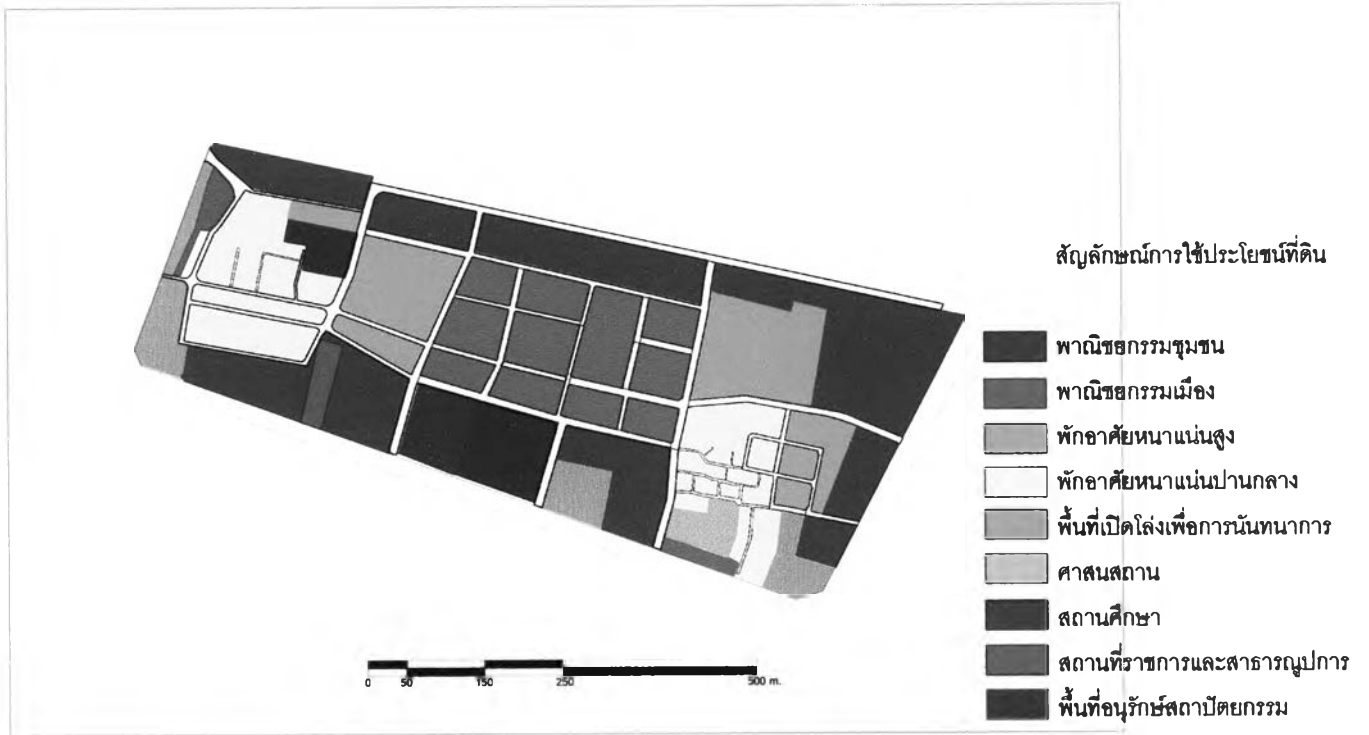 สัญลักษณ์การใช้ประโยชน์ที่ดิน
พาณิชยกรรมชุมชน
พาณิชยกรรมเมือง
พักอาศัยหนาแน่นสูง
พักอาศัยหนาแน่นปานกลาง
พื้นที่เปิดโล่งเพื่อการนันทนาการ
ศาสนสถาน
สถานศึกษา
สถานที่ราชการและสาธารณูปการ
พื้นที่อนุรักษ์สถาปัตยกรรม
0 50 150 250 500 m.